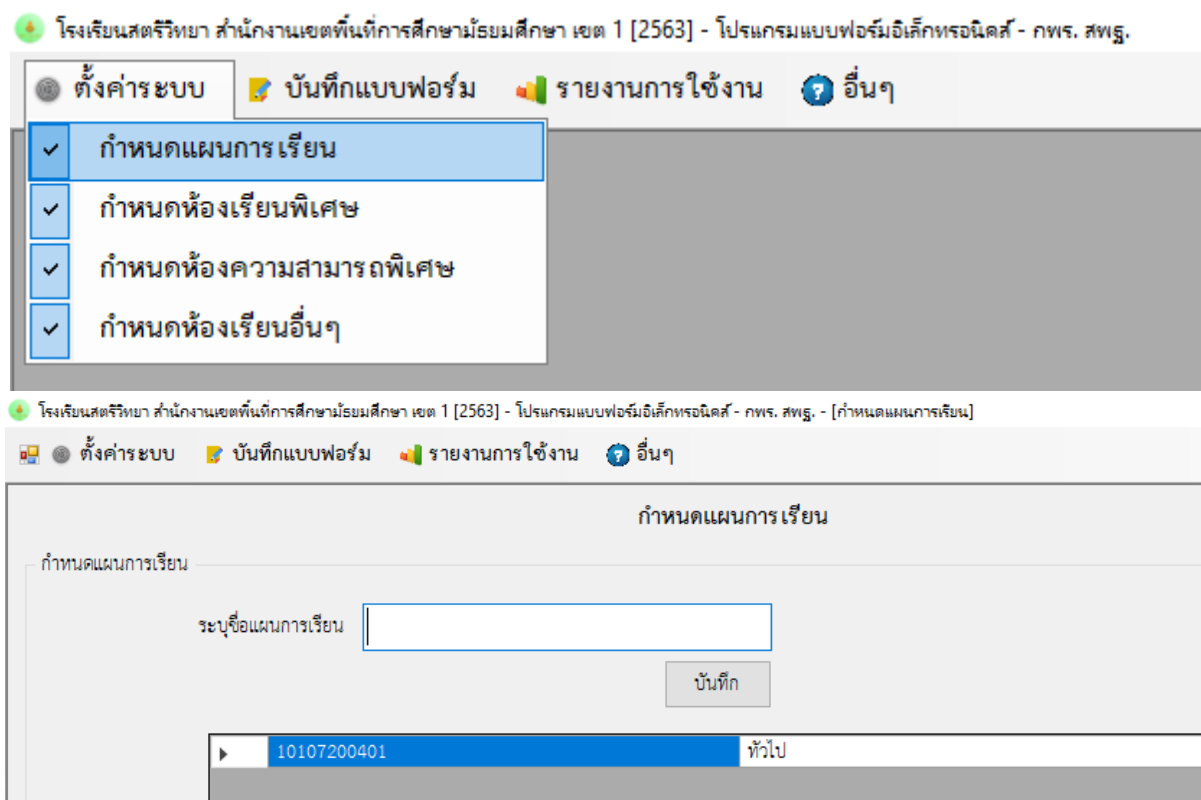 โรงเรียนสตรีวิทยา สำนักงานเขตพื้นที่การศึกษามัธยมศึกษา เขต 1 [2563] - โปรแกรมแบบฟอร์มอิเล็กทรอนิคส์ - กพร. สพฐ.
ตั้งค่าระบบ บันทึกแบบฟอร์ม รายงานการใช้งาน อื่นๆ
กำหนดแผนการเรียน
กำหนดห้องเรียนพิเศษ
กำหนดห้องความสามารถพิเศษ
กำหนดห้องเรียนอื่นๆ
โรงเรียนสตรีวิทยา สำนักงานเขตพื้นที่การศึกษามัธยมศึกษา เขต 1 [2563] - โปรแกรมแบบฟอร์มอิเล็กทรอนิคส์ - กพร. สพฐ. - [กำหนดแผนการเรียน]
ตั้งค่าระบบ บันทึกแบบฟอร์ม รายงานการใช้งาน อื่นๆ
กำหนดแผนการเรียน
กำหนดแผนการเรียน
ระบุชื่อแผนการเรียน
บันทึก
10107200401 ทั่วไป